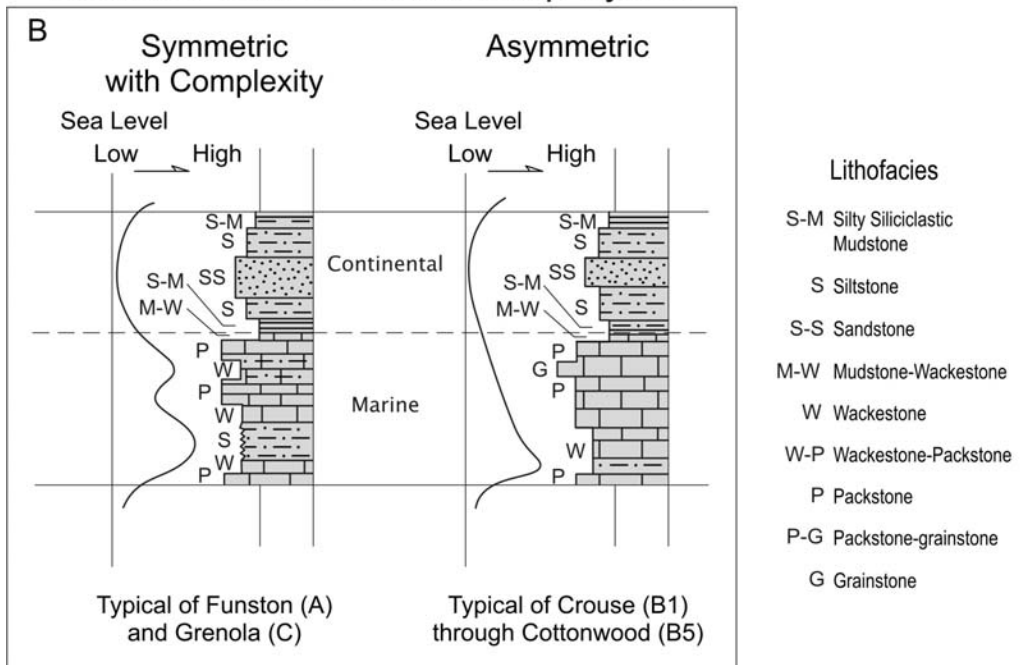 B
Symmetric
with Complexity
Asymmetric
Sea Level
Low
High
Sea Level
Low
High
S-M
S
SS
S-M
M-W
S
P
W
P
W
S
W
P
Continental
Marine
S-M
S
SS
S-M
M-W
S
P
G
P
W
P
Typical of Funston (A)
and Grenola (C)
Typical of Crouse (B1)
through Cottonwood (B5)
Lithofacies
S-M Silty Siliciclastic
Mudstone
S Siltstone
S-S Sandstone
M-W Mudstone-Wackestone
W Wackestone
W-P Wackestone-Packstone
P Packstone
P-G Packstone-grainstone
G Grainstone